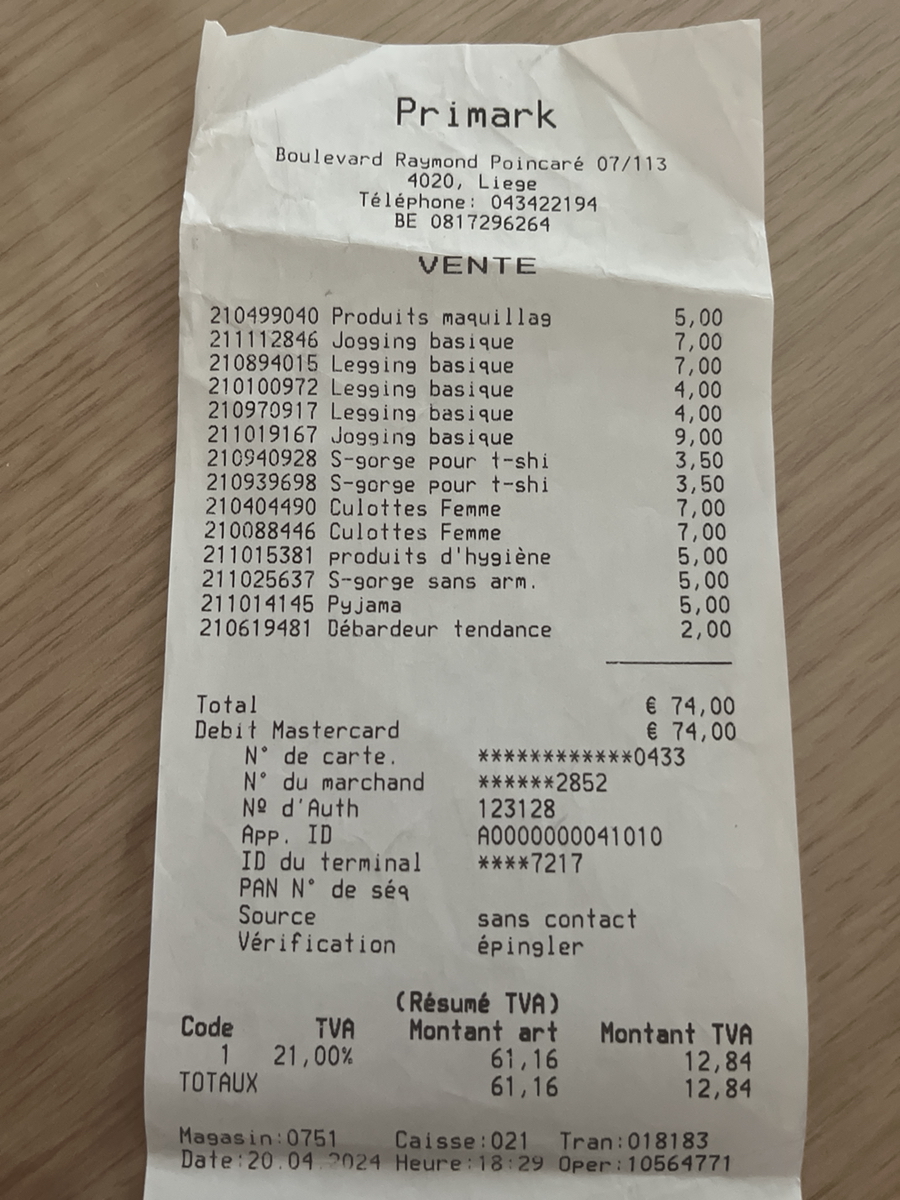 Primark
Boulevard Raymond Poincaré 07/113
4020, Liege
Téléphone: 043422194
BE 0817296264
VENTE
210499040 Produits maquillag 5,00
211112846 Jogging basique 7,00
210894015 Legging basique 7,00
210100972 Legging basique 4,00
210970917 Legging basique 4,00
211019167 Jogging basique 9,00
210940928 S-gorge pour t-shi 3,50
210939698 S-gorge pour t-shi 3,50
210404490 Culottes Femme 7,00
210088446 Culottes Femme 7,00
211015381 produits d'hygiène 5,00
211025637 S-gorge sans arm. 5,00
211014145 Pyjama 5,00
210619481 Débardeur tendance 2,00
Total € 74,00
Debit Mastercard € 74,00
N° de carte. ************0433
N° du marchand ******2852
Nº d'Auth 123128
App. ID A0000000041010
ID du terminal ****7217
PAN N° de séq
Source sans contact
Vérification épingler
(Résumé TVA)
Code TVA Montant art Montant TVA
1 21,00% 61,16 12,84
TOTAUX 61,16 12,84
Magasin:0751 Caisse:021 Tran:018183
Date:20.04.2024 Heure:18:29 Oper:10564771